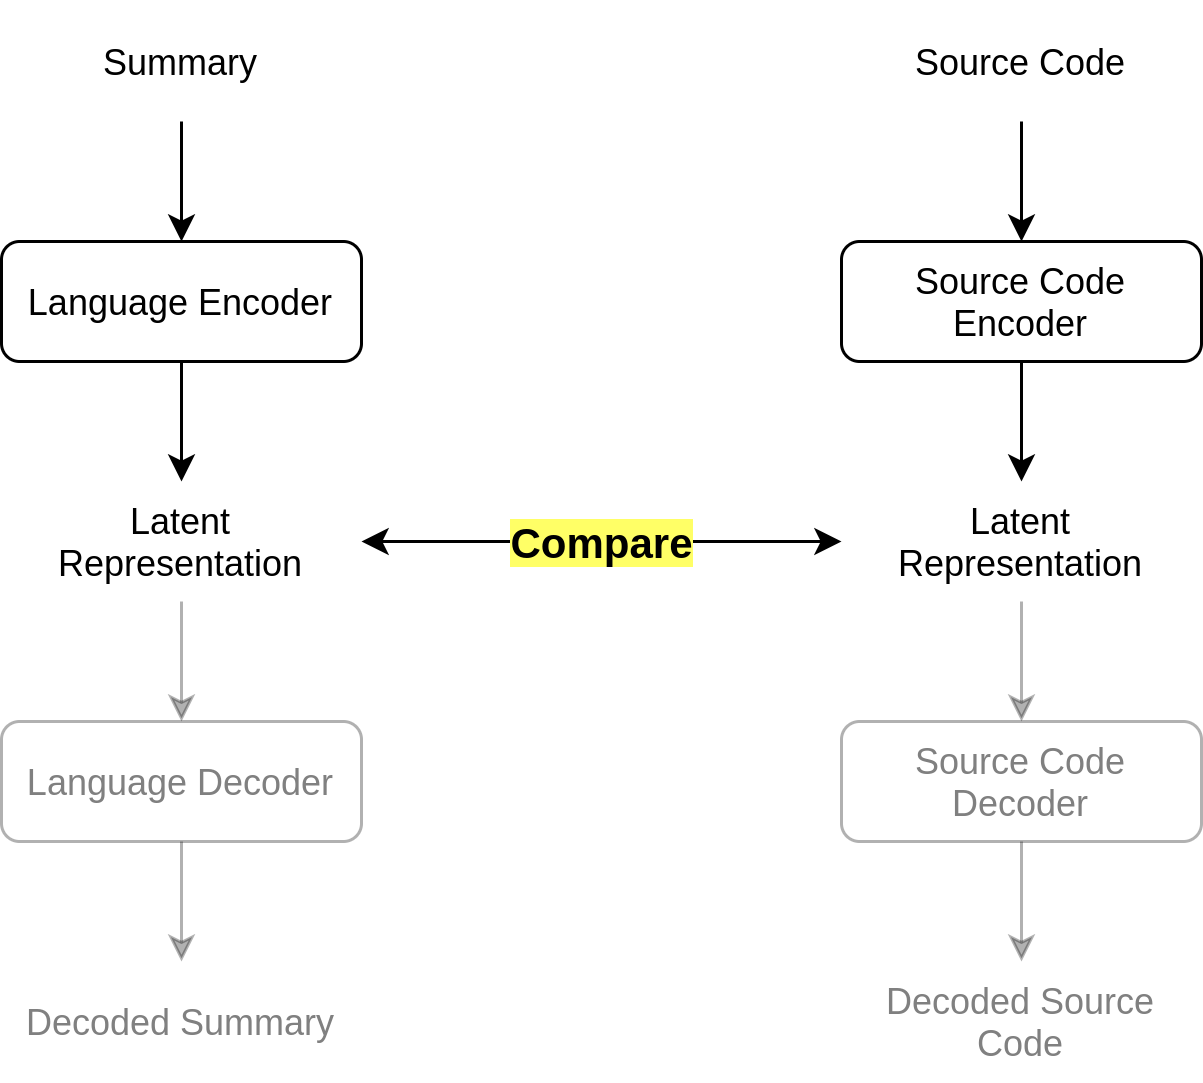 Summary
Source Code
Language Encoder
Source Code
Encoder
Latent
Representation
Compare
Latent
Representation
Language Decoder
Source Code
Decoder
Decoded Summary
Decoded Source
Code